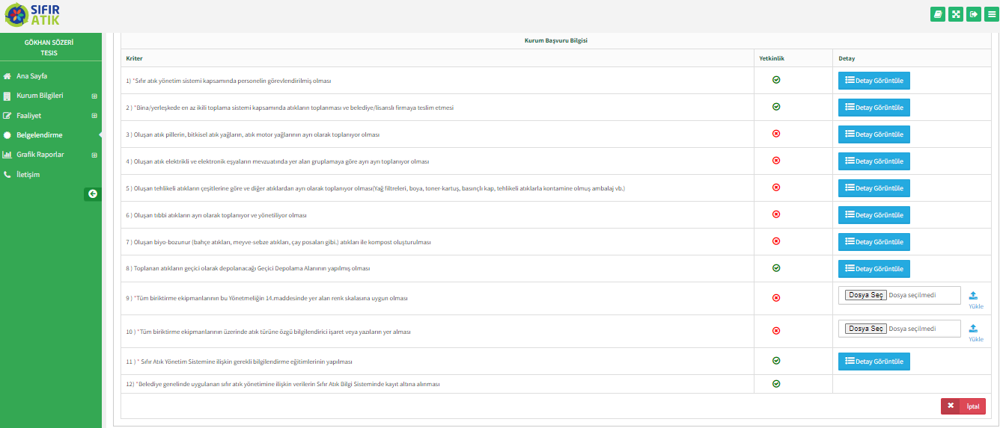 SIFIR
ATIK
GÖKHAN SÖZERİ
TESIS
Ana Sayfa
Kurum Bilgileri
Faaliyet
Belgelendirme
Grafik Raporlar
İletişim
Kurum Başvuru Bilgisi
Kriter Yetkinlik Detay
1) *Sıfır atık yönetim sistemi kapsamında personelin görevlendirilmiş olması Detay Görüntüle
2 ) *Bina/yerleşkede en az ikili toplama sistemi kapsamında atıkların toplanması ve belediye/lisanslı firmaya teslim etmesi Detay Görüntüle
3 ) Oluşan atık pillerin, bitkisel atık yağların, atık motor yağlarının ayrı olarak toplanıyor olması Detay Görüntüle
4 ) Oluşan atık elektrikli ve elektronik eşyaların mevzuatında yer alan gruplamaya göre ayrı ayrı toplanıyor olması Detay Görüntüle
5 ) Oluşan tehlikeli atıkların çeşitlerine göre ve diğer atıklardan ayrı olarak toplanıyor olması(Yağ filtreleri, boya, toner-kartuş, basınçlı kap, tehlikeli atıklarla kontamine olmuş ambalaj vb.) Detay Görüntüle
6 ) Oluşan tıbbi atıkların ayrı olarak toplanıyor ve yönetiliyor olması Detay Görüntüle
7 ) Oluşan biyo-bozunur (bahçe atıkları, meyve-sebze atıkları, çay posaları gibi.) atıkları ile kompost oluşturulması Detay Görüntüle
8 ) Toplanan atıkların geçici olarak depolanacağı Geçici Depolama Alanının yapılmış olması Detay Görüntüle
9 ) *Tüm biriktirme ekipmanlarının bu Yönetmeliğin 14.maddesinde yer alan renk skalasına uygun olması Dosya Seç Dosya seçilmedi Yükle
10 ) *Tüm biriktirme ekipmanlarının üzerinde atık türüne özgü bilgilendirici işaret veya yazıların yer alması Dosya Seç Dosya seçilmedi Yükle
11 ) * Sıfır Atık Yönetim Sistemine ilişkin gerekli bilgilendirme eğitimlerinin yapılması Detay Görüntüle
12) *Belediye genelinde uygulanan sıfır atık yönetimine ilişkin verilerin Sıfır Atık Bilgi Sisteminde kayıt altına alınması
İptal